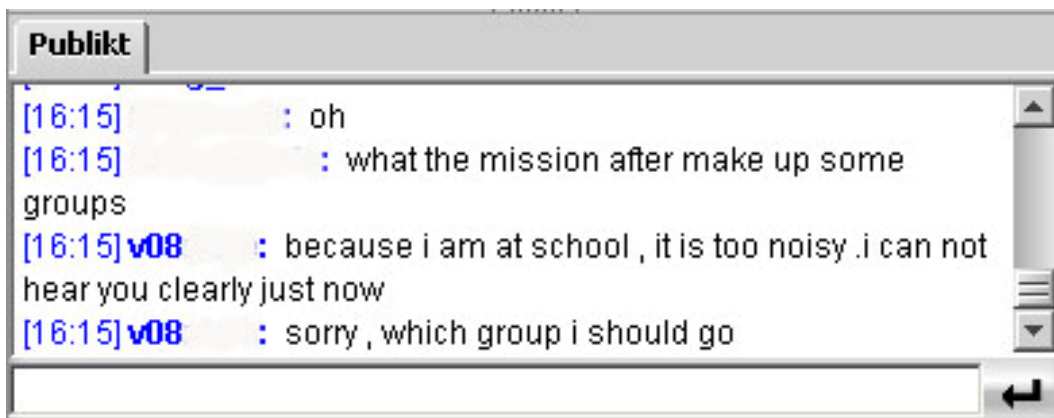 Publikt
[16:15] : oh
[16:15] : what the mission after make up some
groups
[16:15] v08 : because i am at school , it is too noisy .i can not
hear you clearly just now
[16:15] v08 : sorry , which group i should go